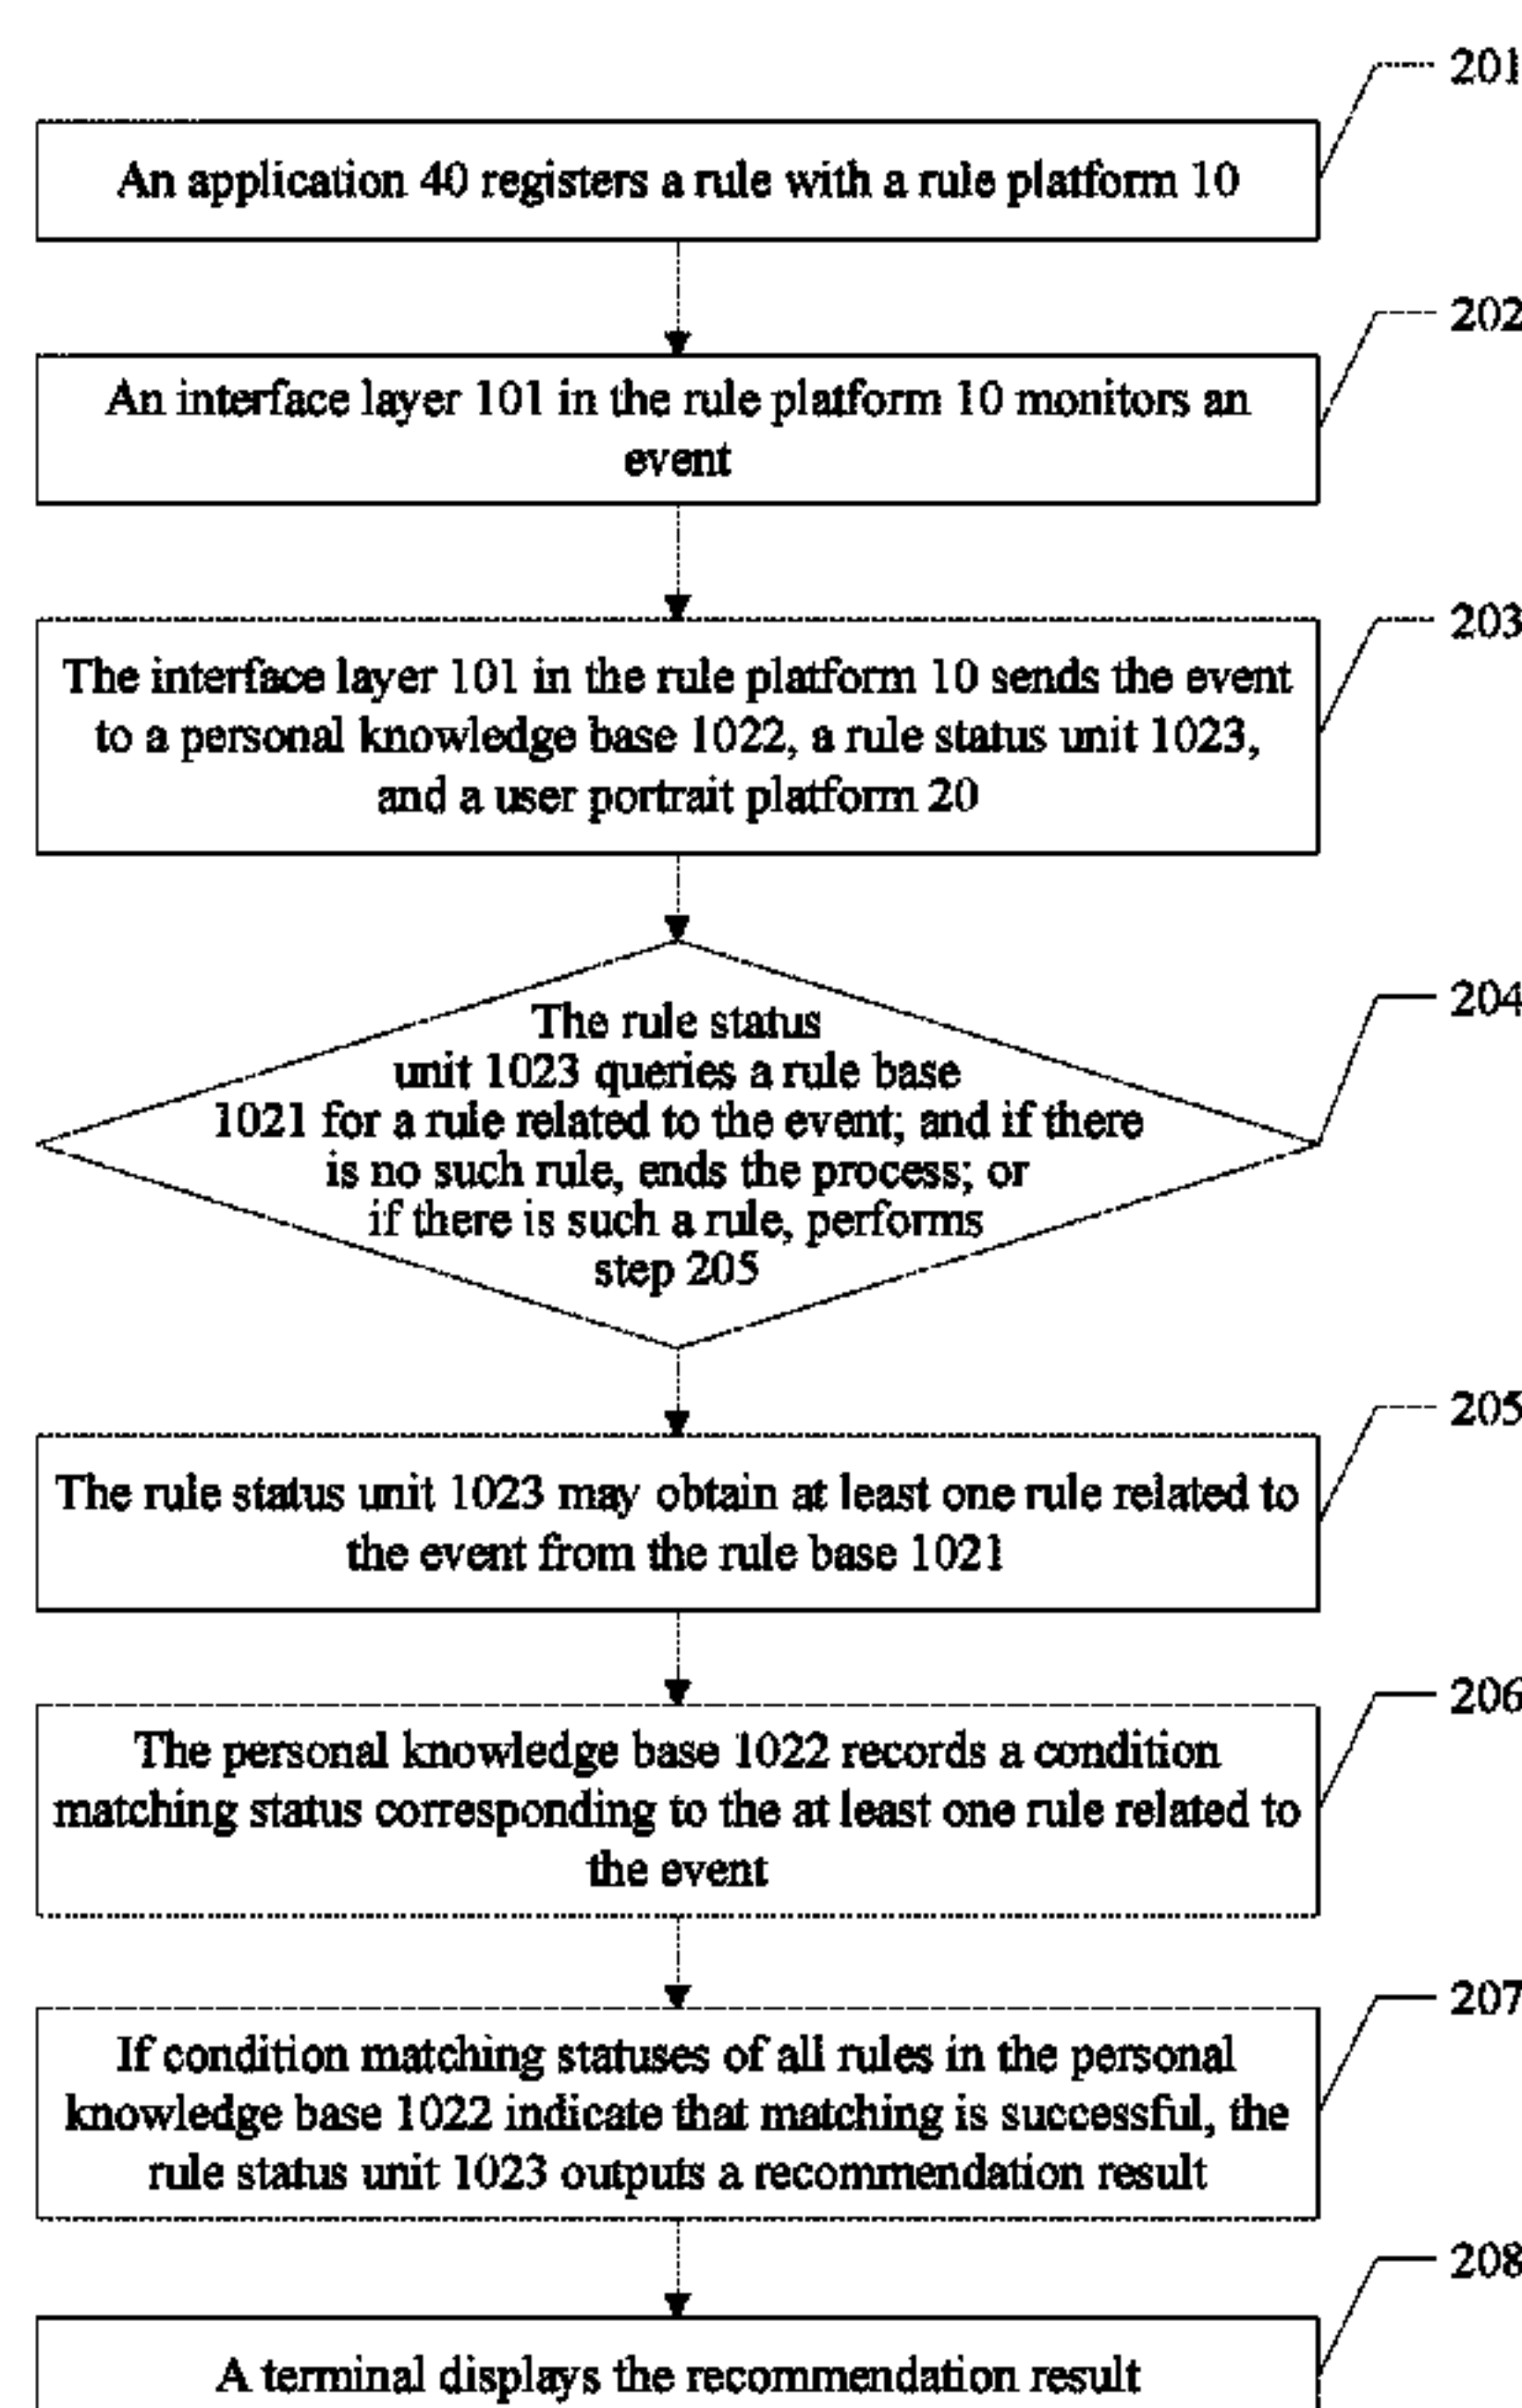 201
An application 40 registers a rule with a rule platform 10
202
An interface layer 101 in the rule platform 10 monitors an
event
203
The interface layer 101 in the rule platform 10 sends the event
to a personal knowledge base 1022, a rule status unit 1023,
and a user portrait platform 20
204
The rule status
unit 1023 queries a rule base
1021 for a rule related to the event; and if there
is no such rule, ends the process; or
if there is such a rule, performs
step 205
205
The rule status unit 1023 may obtain at least one rule related to
the event from the rule base 1021
206
The personal knowledge base 1022 records a condition
matching status corresponding to the at least one rule related to
the event
207
If condition matching statuses of all rules in the personal
knowledge base 1022 indicate that matching is successful, the
rule status unit 1023 outputs a recommendation result
208
A terminal displays the recommendation result